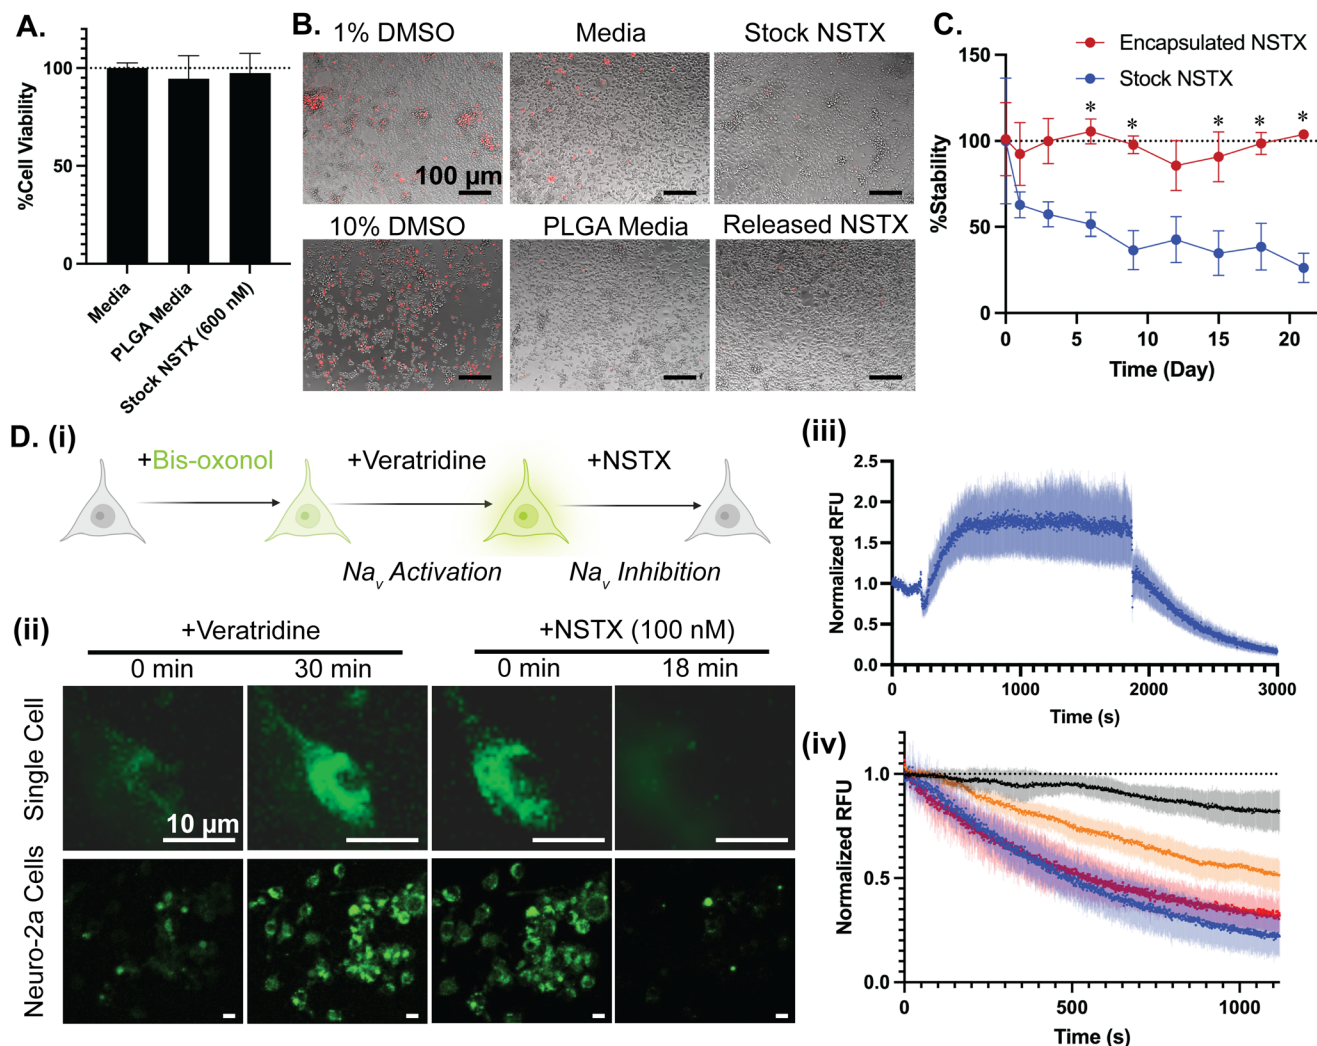 A.
%Cell Viability
100
50
0
Media
PLGA Media
Stock NSTX (600 nM)
B.
1% DMSO
Media
Stock NSTX
100 µm
10% DMSO
PLGA Media
Released NSTX
C.
Encapsulated NSTX
Stock NSTX
%Stability
150
100
50
0
* * * * *
0 5 10 15 20
Time (Day)
D. (i)
+Bis-oxonol
+Veratridine
+NSTX
Nav Activation
Nav Inhibition
(ii)
+Veratridine
+NSTX (100 nM)
0 min
30 min
0 min
18 min
Single Cell
10 µm
Neuro-2a Cells
(iii)
Normalized RFU
2.5
2.0
1.5
1.0
0.5
0.0
0 1000 2000 3000
Time (s)
(iv)
Normalized RFU
1.0
0.5
0.0
0 500 1000
Time (s)